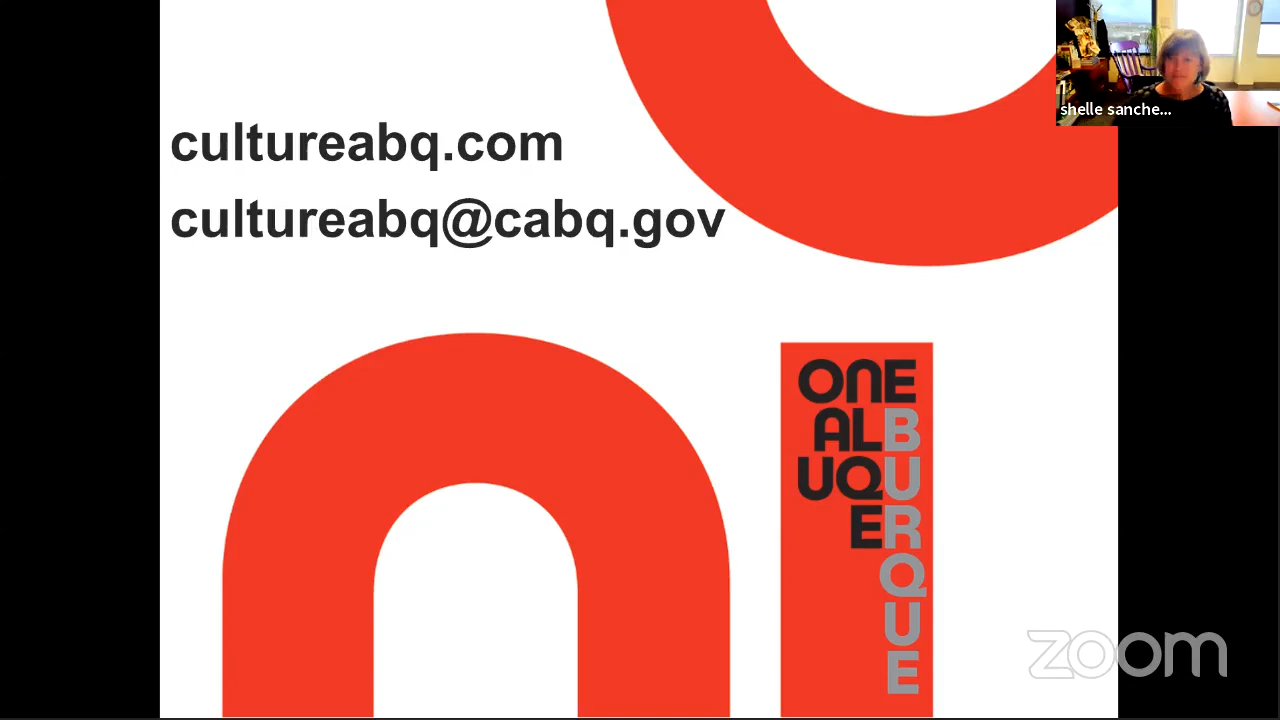 cultureabq.com
cultureabq@cabq.gov
shelle sanche...
ONE
ALB
UQU
ER
Q
U
E
zoom